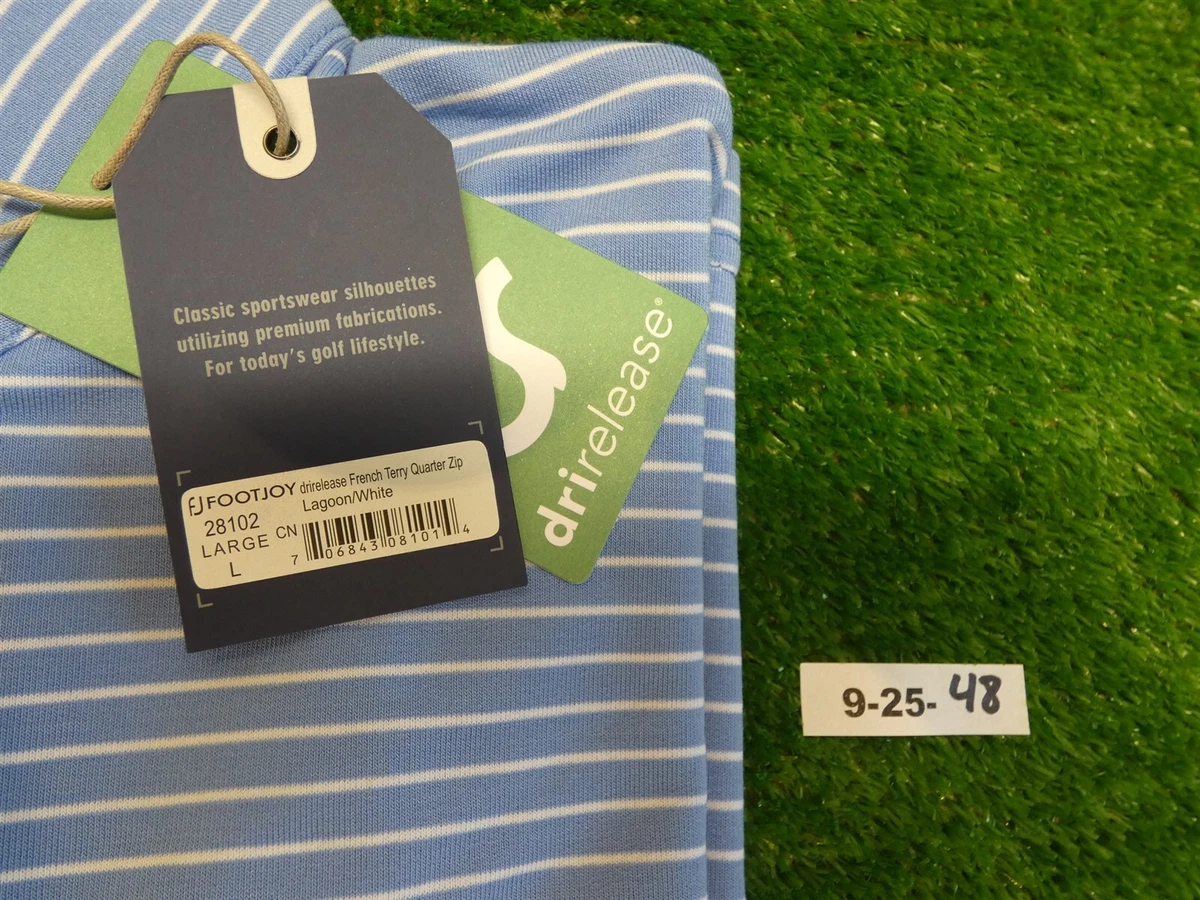 Classic sportswear silhouettes
utilizing premium fabrications.
For today's golf lifestyle.
FJ FOOTJOY drirelease French Terry Quarter Zip
Lagoon/White
28102
LARGE CN
L
7 06843 08101 4
drirelease®
9-25-48